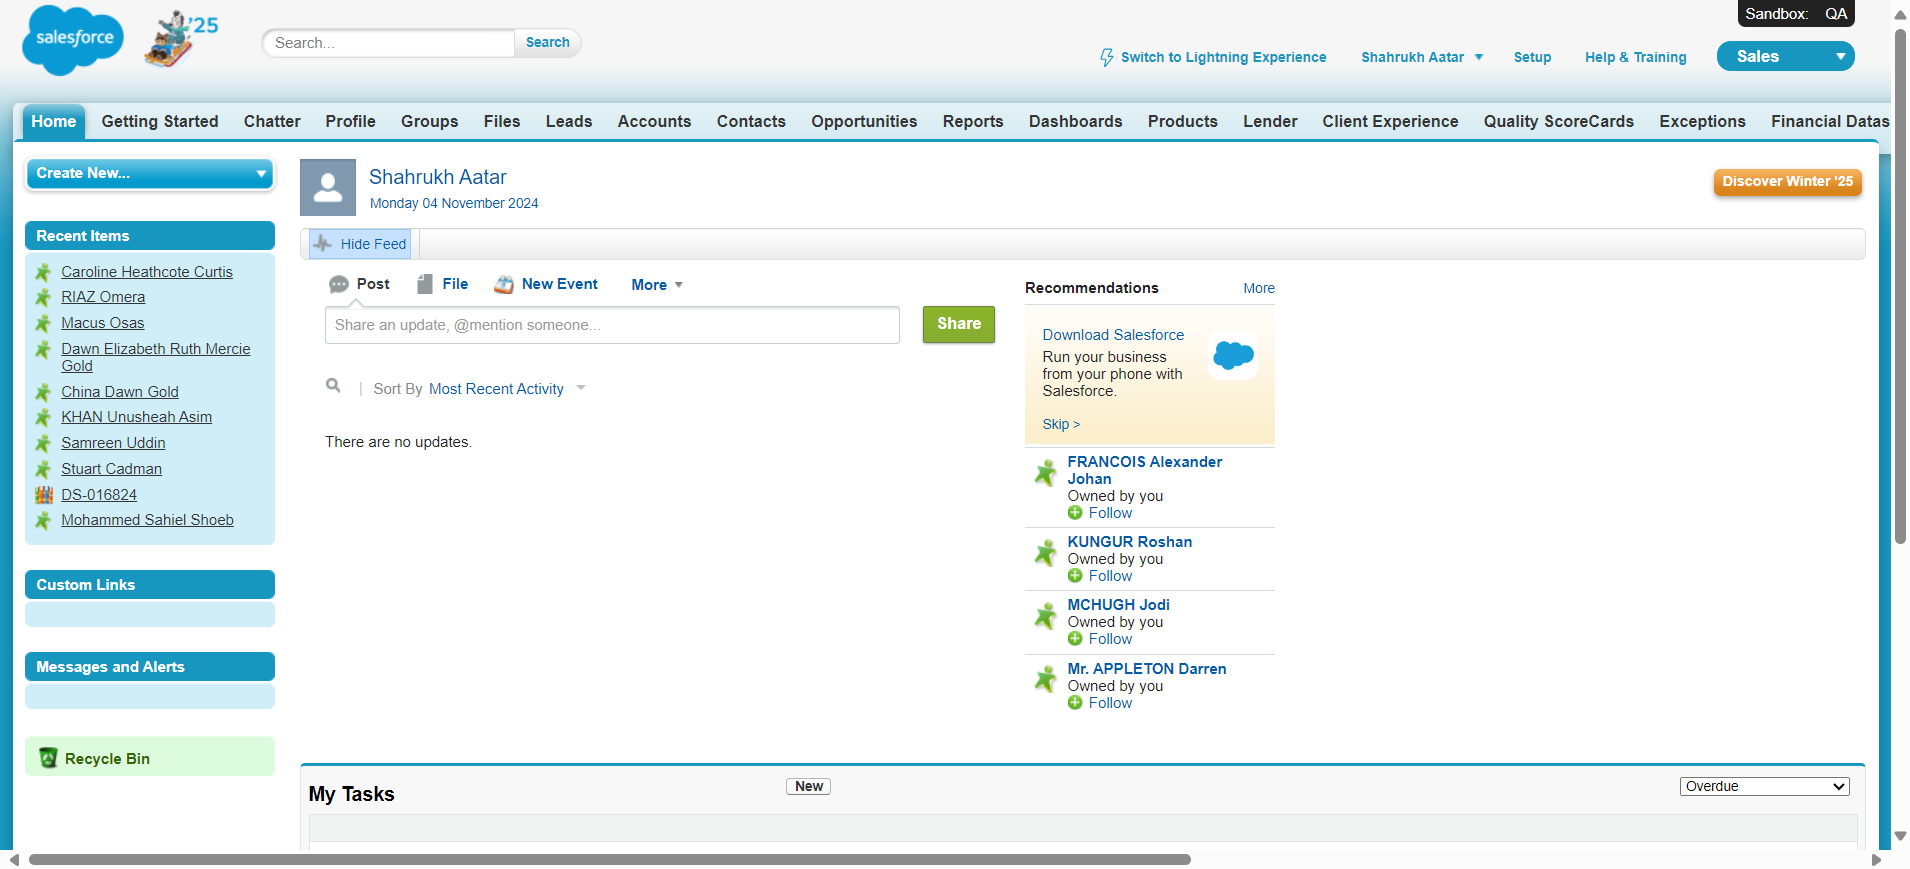 Sandbox: QA
salesforce
'25
Search...
Search
Switch to Lightning Experience
Shahrukh Aatar
Setup
Help & Training
Sales
Home
Getting Started
Chatter
Profile
Groups
Files
Leads
Accounts
Contacts
Opportunities
Reports
Dashboards
Products
Lender
Client Experience
Quality ScoreCards
Exceptions
Financial Datas
Create New...
Recent Items
Caroline Heathcote Curtis
RIAZ Omera
Macus Osas
Dawn Elizabeth Ruth Mercie
Gold
China Dawn Gold
KHAN Unusheah Asim
Samreen Uddin
Stuart Cadman
DS-016824
Mohammed Sahiel Shoeb
Custom Links
Messages and Alerts
Recycle Bin
Shahrukh Aatar
Monday 04 November 2024
Discover Winter '25
Hide Feed
Post
File
New Event
More
Share an update, @mention someone...
Share
Sort By Most Recent Activity
There are no updates.
Recommendations
More
Download Salesforce
Run your business
from your phone with
Salesforce.
Skip >
FRANCOIS Alexander
Johan
Owned by you
Follow
KUNGUR Roshan
Owned by you
Follow
MCHUGH Jodi
Owned by you
Follow
Mr. APPLETON Darren
Owned by you
Follow
My Tasks
New
Overdue